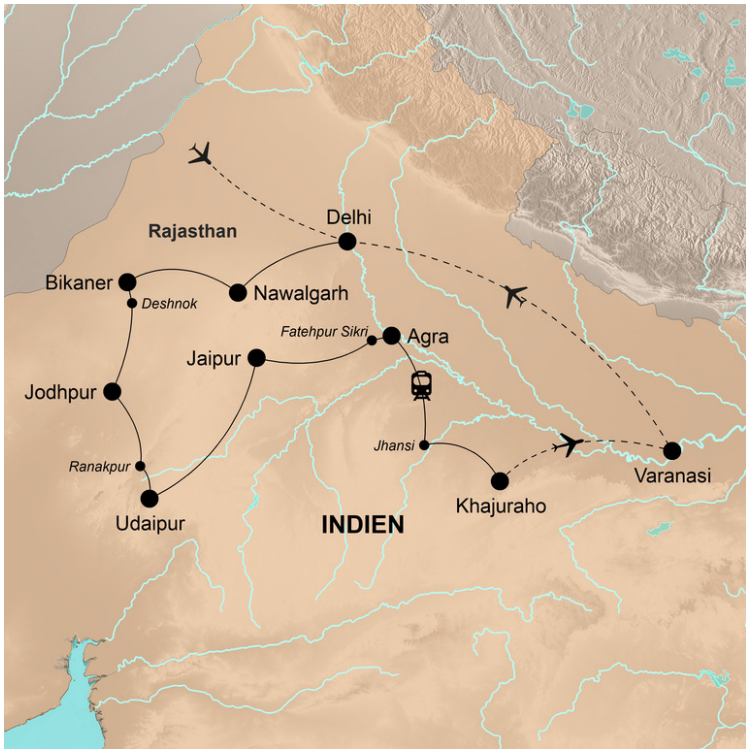 Delhi
Rajasthan
Bikaner
Nawalgarh
Deshnok
Fatehpur Sikri
Agra
Jaipur
Jodhpur
Jhansi
Ranakpur
Varanasi
Udaipur
Khajuraho
INDIEN